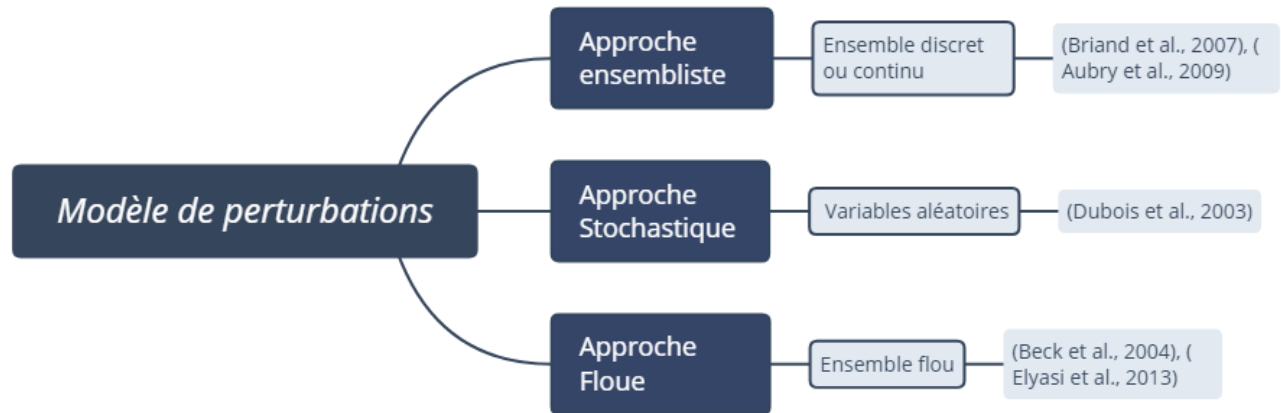 Modèle de perturbations
Approche
ensembliste
Ensemble discret
ou continu
(Briand et al., 2007), (
Aubry et al., 2009)
Approche
Stochastique
Variables aléatoires
(Dubois et al., 2003)
Approche
Floue
Ensemble flou
(Beck et al., 2004), (
Elyasi et al., 2013)